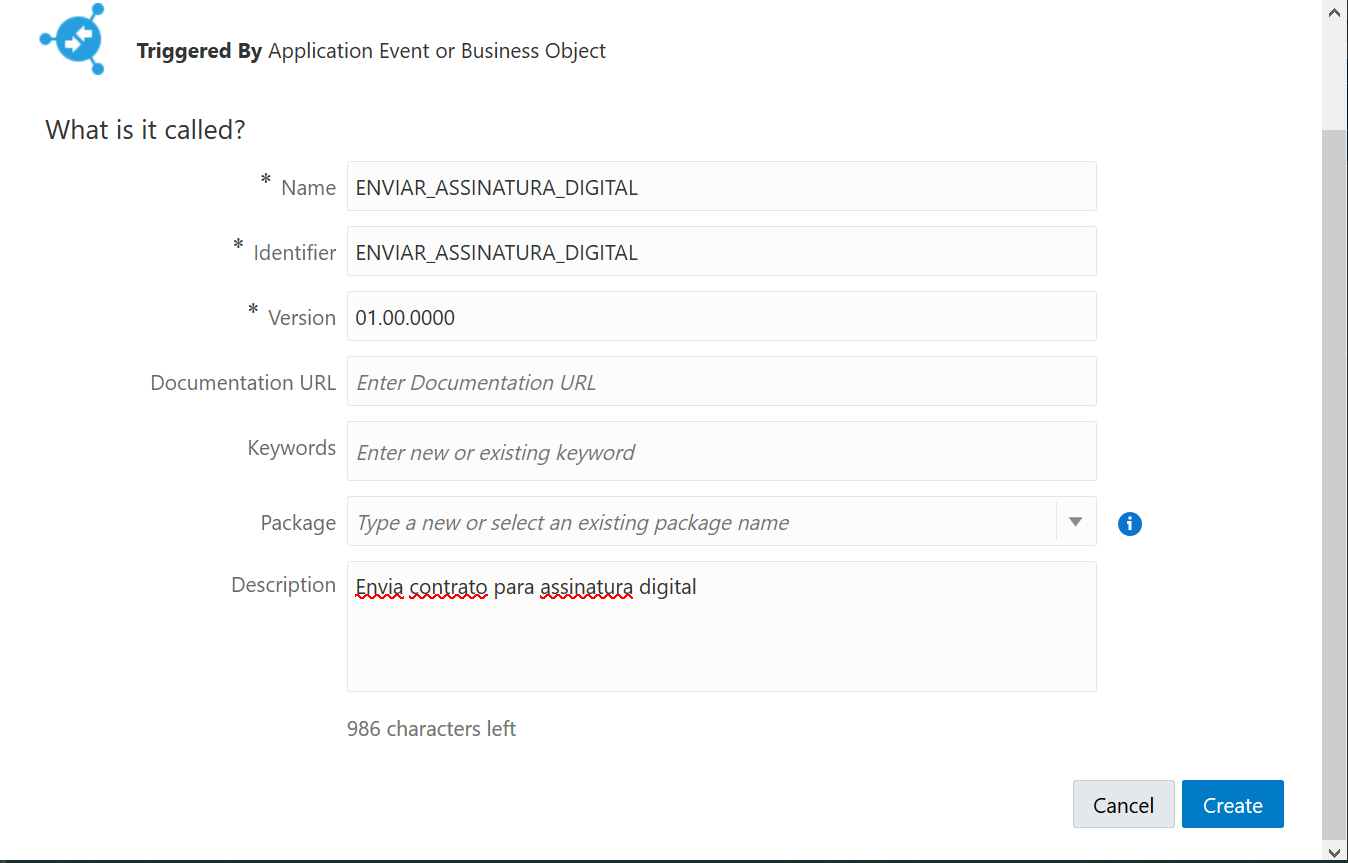 Triggered By Application Event or Business Object
What is it called?
* Name ENVIAR_ASSINATURA_DIGITAL
* Identifier ENVIAR_ASSINATURA_DIGITAL
* Version 01.00.0000
Documentation URL Enter Documentation URL
Keywords Enter new or existing keyword
Package Type a new or select an existing package name
Description Envia contrato para assinatura digital
986 characters left
Cancel Create